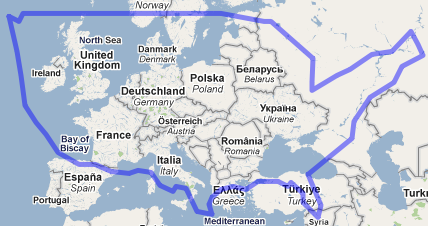 Norway
North Sea
Danmark
Denmark
United
Kingdom
Ireland
Polska
Poland
Беларусь
Belarus
Deutschland
Germany
Україна
Ukraine
Österreich
Austria
France
Bay of
Biscay
România
Romania
Italia
Italy
España
Spain
Portugal
Ελλάς
Greece
Türkiye
Turkey
Turk
Mediterranean
Syria